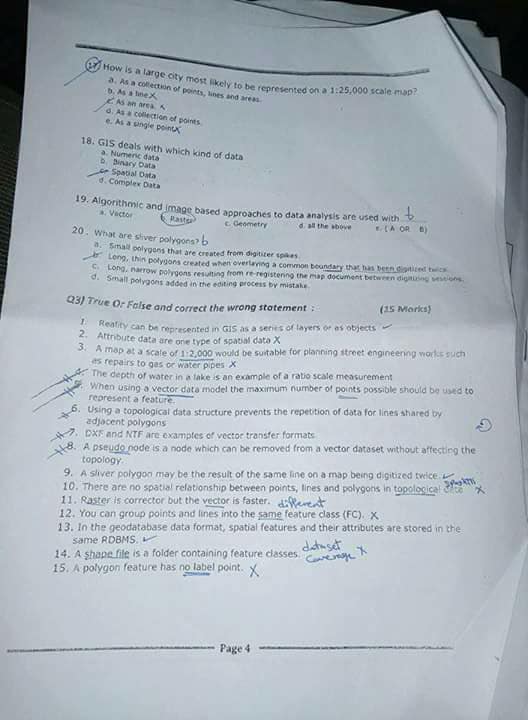 17. How is a large city most likely to be represented on a 1:25,000 scale map?
a. As a collection of points, lines and areas.
b. As a line X
c. As an area. X
d. As a collection of points.
e. As a single point X
18. GIS deals with which kind of data
a. Numeric data
b. Binary Data
c. Spatial Data
d. Complex Data
19. Algorithmic and image based approaches to data analysis are used with b
a. Vector b. Raster c. Geometry d. all the above e. ( A OR B)
20. What are sliver polygons? b
a. Small polygons that are created from digitizer spikes.
b. Long, thin polygons created when overlaying a common boundary that has been digitized twice.
c. Long, narrow polygons resulting from re-registering the map document between digitizing sessions.
d. Small polygons added in the editing process by mistake.
Q3) True Or False and correct the wrong statement : (15 Marks)
1. Reality can be represented in GIS as a series of layers or as objects ✓
2. Attribute data are one type of spatial data X
3. A map at a scale of 1:2,000 would be suitable for planning street engineering works such
as repairs to gas or water pipes X
4. The depth of water in a lake is an example of a ratio scale measurement
5. When using a vector data model the maximum number of points possible should be used to
represent a feature.
6. Using a topological data structure prevents the repetition of data for lines shared by
adjacent polygons
7. DXF and NTF are examples of vector transfer formats
8. A pseudo node is a node which can be removed from a vector dataset without affecting the
topology.
9. A sliver polygon may be the result of the same line on a map being digitized twice ✓
10. There are no spatial relationship between points, lines and polygons in topological data X
11. Raster is corrector but the vector is faster. different
12. You can group points and lines into the same feature class (FC). X
13. In the geodatabase data format, spatial features and their attributes are stored in the
same RDBMS. ✓
14. A shape file is a folder containing feature classes. dataset
coverage X
15. A polygon feature has no label point. X
Page 4